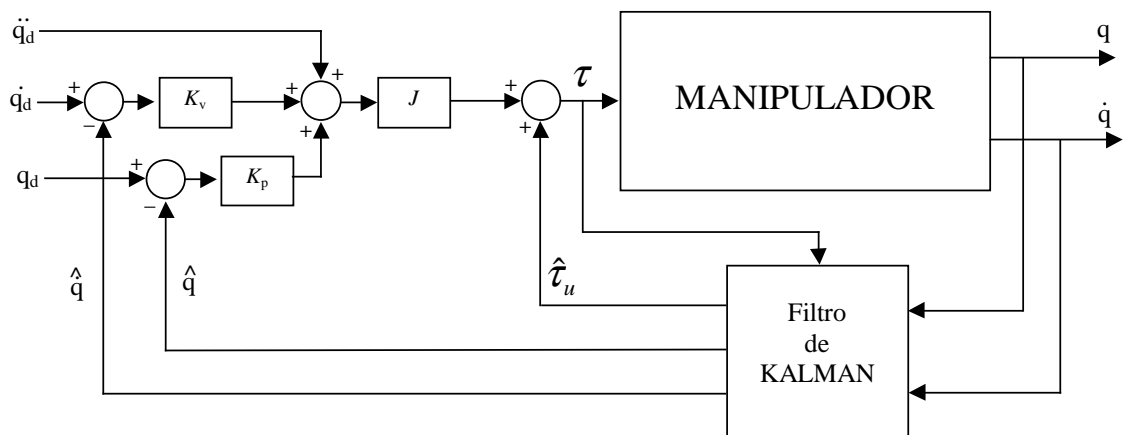 q̈d
+
+
q
+
Kv
+
J
+
τ
MANIPULADOR
q̇d
−
+
+
q̇
qd
+
Kp
−
q̇̂
q̂
τ̂u
Filtro
de
KALMAN